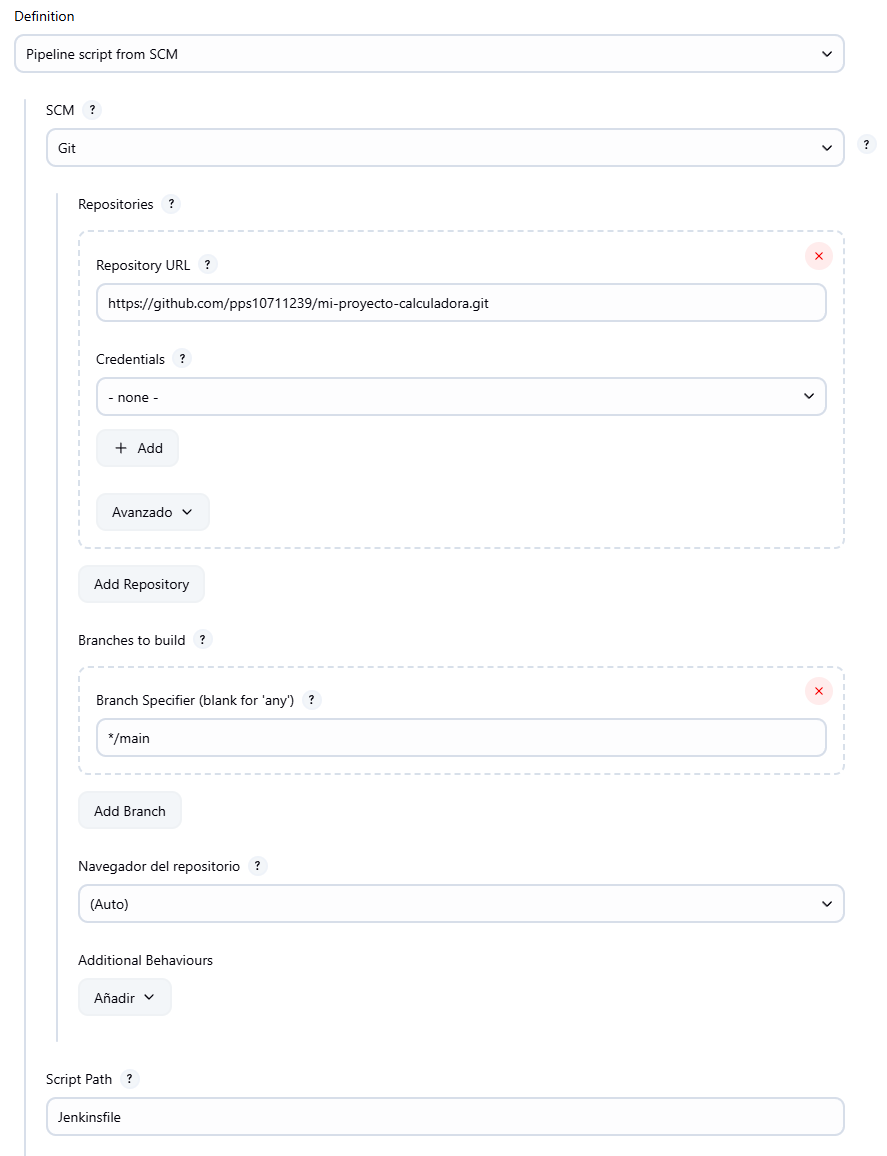 Definition
Pipeline script from SCM
SCM ?
Git
?
Repositories ?
Repository URL ?
https://github.com/pps10711239/mi-proyecto-calculadora.git
Credentials ?
- none -
+ Add
Avanzado
Add Repository
Branches to build ?
Branch Specifier (blank for 'any') ?
*/main
Add Branch
Navegador del repositorio ?
(Auto)
Additional Behaviours
Añadir
Script Path ?
Jenkinsfile